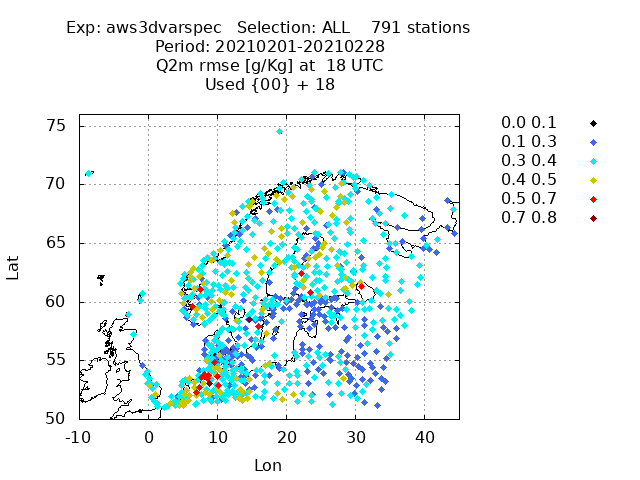 Exp: aws3dvarspec   Selection: ALL    791 stations
Period: 20210201-20210228
Q2m rmse [g/Kg] at  18 UTC
Used {00} + 18
0.0 0.1
0.1 0.3
0.3 0.4
0.4 0.5
0.5 0.7
0.7 0.8
75
70
65
60
55
50
Lat
-10 0 10 20 30 40
Lon